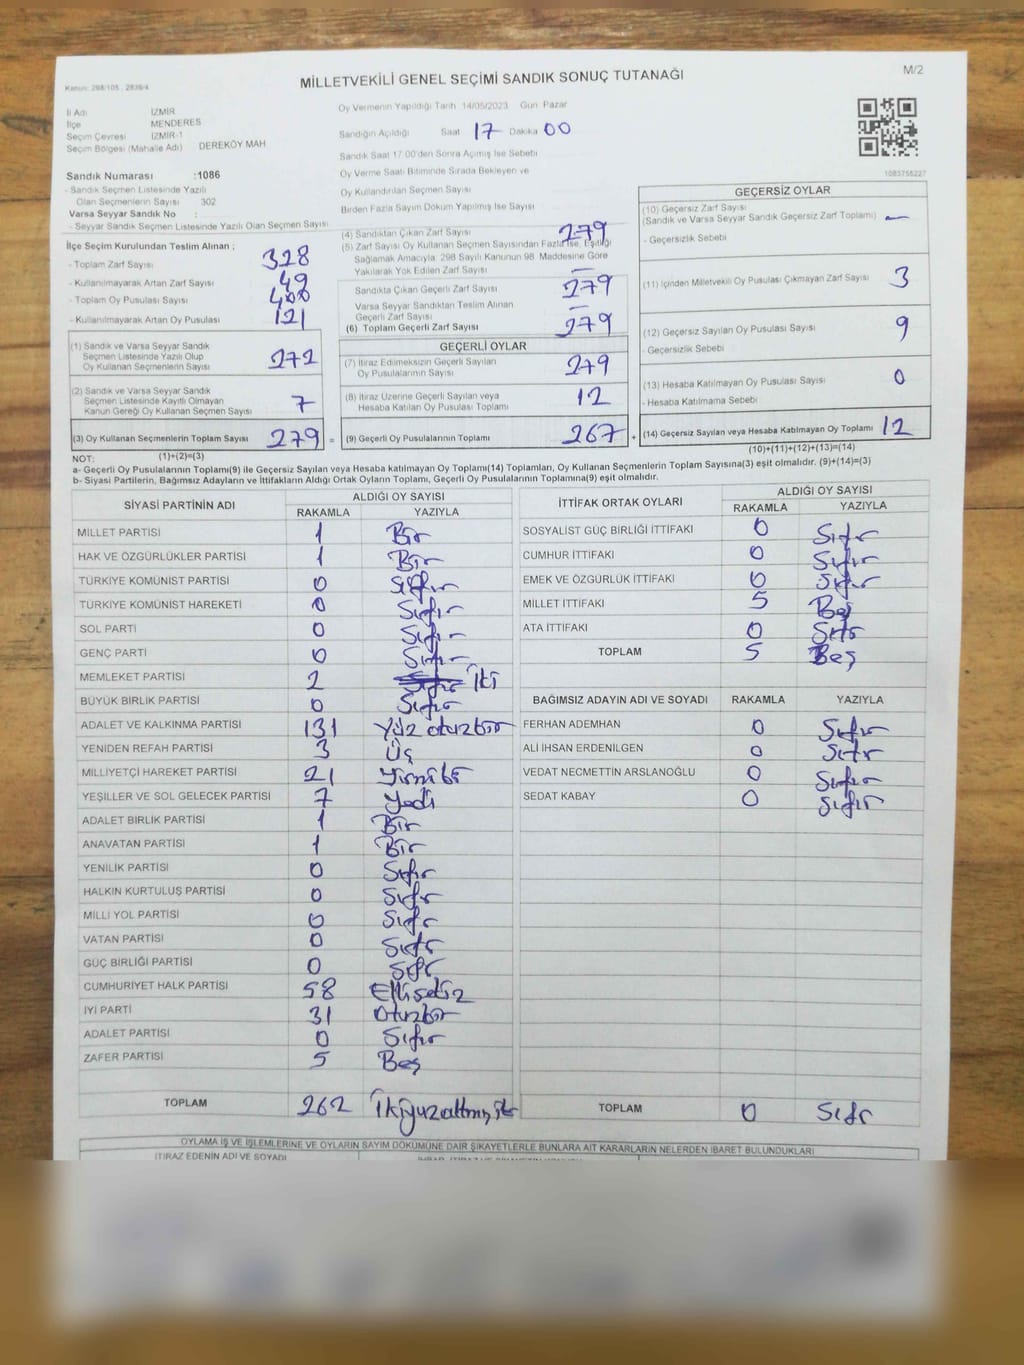 MİLLETVEKİLİ GENEL SEÇİMİ SANDIK SONUÇ TUTANAĞI
M/2
Kanun: 298/105 , 2839/4
İl Adı İZMİR
İlçe MENDERES
Seçim Çevresi İZMİR-1
Seçim Bölgesi (Mahalle Adı) DEREKÖY MAH
Sandık Numarası :1086
- Sandık Seçmen Listesinde Yazılı
Olan Seçmenlerin Sayısı 302
Varsa Seyyar Sandık No :
- Seyyar Seçmen Listesinde Yazılı Olan Seçmen Sayısı
Oy Vermenin Yapıldığı Tarih 14/05/2023 Gün Pazar
Sandığın Açıldığı Saat 17 Dakika 00
Sandık Saat 17:00'den Sonra Açılmış İse Sebebi
Oy Verme Saati Bitiminde Sırada Bekleyen ve
Oy Kullandırılan Seçmen Sayısı
Birden Fazla Sayım Döküm Yapılmış İse Sayısı
1083756227
İlçe Seçim Kurulundan Teslim Alınan ;
- Toplam Zarf Sayısı 328
- Kullanılmayarak Artan Zarf Sayısı 49
- Toplam Oy Pusulası Sayısı 400
- Kullanılmayarak Artan Oy Pusulası 121
(1) Sandık ve Varsa Seyyar Sandık
Seçmen Listesinde Yazılı Olup
Oy Kullanan Seçmenlerin Sayısı 272
(2) Sandık ve Varsa Seyyar Sandık
Seçmen Listesinde Kayıtlı Olmayan
Kanun Gereği Oy Kullanan Seçmen Sayısı 7
(3) Oy Kullanan Seçmenlerin Toplam Sayısı 279 =
(1)+(2)=(3)
(4) Sandıktan Çıkan Zarf Sayısı 279
(5) Zarf Sayısı Oy Kullanan Seçmen Sayısından Fazla İse, Eşitliği
Sağlamak Amacıyla 298 Sayılı Kanunun 98 Maddesine Göre
Yakılarak Yok Edilen Zarf Sayısı —
Sandıkta Çıkan Geçerli Zarf Sayısı 279
Varsa Seyyar Sandıktan Teslim Alınan
Geçerli Zarf Sayısı —
(6) Toplam Geçerli Zarf Sayısı 279
GEÇERLİ OYLAR
(7) İtiraz Edilmeksizin Geçerli Sayılan
Oy Pusulalarının Sayısı 279
(8) İtiraz Üzerine Geçerli Sayılan veya
Hesaba Katılan Oy Pusulası Toplamı 12
(9) Geçerli Oy Pusulalarının Toplamı 267 +
GEÇERSİZ OYLAR
(10) Geçersiz Zarf Sayısı
(Sandık ve Varsa Seyyar Sandık Geçersiz Zarf Toplamı) —
- Geçersizlik Sebebi
(11) İçinden Milletvekili Oy Pusulası Çıkmayan Zarf Sayısı 3
(12) Geçersiz Sayılan Oy Pusulası Sayısı 9
- Geçersizlik Sebebi
(13) Hesaba Katılmayan Oy Pusulası Sayısı 0
- Hesaba Katılmama Sebebi
(14) Geçersiz Sayılan veya Hesaba Katılmayan Oy Toplamı 12
(10)+(11)+(12)+(13)=(14)
NOT:
a- Geçerli Oy Pusulalarının Toplamı(9) ile Geçersiz Sayılan veya Hesaba katılmayan Oy Toplamı(14) Toplamları, Oy Kullanan Seçmenlerin Toplam Sayısına(3) eşit olmalıdır. (9)+(14)=(3)
b- Siyasi Partilerin, Bağımsız Adayların ve İttifakların Aldığı Ortak Oyların Toplamı, Geçerli Oy Pusulalarının Toplamına(9) eşit olmalıdır.
SİYASİ PARTİNİN ADI ALDIĞI OY SAYISI
RAKAMLA YAZIYLA
MİLLET PARTİSİ 1 Bir
HAK VE ÖZGÜRLÜKLER PARTİSİ 1 Bir
TÜRKİYE KOMÜNİST PARTİSİ 0 Sıfır
TÜRKİYE KOMÜNİST HAREKETİ 0 Sıfır
SOL PARTİ 0 Sıfır
GENÇ PARTİ 0 Sıfır
MEMLEKET PARTİSİ 2 İki
BÜYÜK BİRLİK PARTİSİ 0 Sıfır
ADALET VE KALKINMA PARTİSİ 131 Yüz otuzbir
YENİDEN REFAH PARTİSİ 3 Üç
MİLLİYETÇİ HAREKET PARTİSİ 21 Yirmibir
YEŞİLLER VE SOL GELECEK PARTİSİ 7 Yedi
ADALET BİRLİK PARTİSİ 1 Bir
ANAVATAN PARTİSİ 1 Bir
YENİLİK PARTİSİ 0 Sıfır
HALKIN KURTULUŞ PARTİSİ 0 Sıfır
MİLLİ YOL PARTİSİ 0 Sıfır
VATAN PARTİSİ 0 Sıfır
GÜÇ BİRLİĞİ PARTİSİ 0 Sıfır
CUMHURİYET HALK PARTİSİ 58 Ellisekiz
İYİ PARTİ 31 Otuzbir
ADALET PARTİSİ 0 Sıfır
ZAFER PARTİSİ 5 Beş
TOPLAM 262 İkiyüzaltmışiki
İTTİFAK ORTAK OYLARI ALDIĞI OY SAYISI
RAKAMLA YAZIYLA
SOSYALİST GÜÇ BİRLİĞİ İTTİFAKI 0 Sıfır
CUMHUR İTTİFAKI 0 Sıfır
EMEK VE ÖZGÜRLÜK İTTİFAKI 0 Sıfır
MİLLET İTTİFAKI 5 Beş
ATA İTTİFAKI 0 Sıfır
TOPLAM 5 Beş
BAĞIMSIZ ADAYIN ADI VE SOYADI RAKAMLA YAZIYLA
FERHAN ADEMHAN 0 Sıfır
ALİ İHSAN ERDENİLGEN 0 Sıfır
VEDAT NECMETTİN ARSLANOĞLU 0 Sıfır
SEDAT KABAY 0 Sıfır
TOPLAM 0 Sıfır
OYLAMA İŞ VE İŞLEMLERİNE VE OYLARIN SAYIM DÖKÜMÜNE DAİR ŞİKAYETLERLE BUNLARA AİT KARARLARIN NELERDEN İBARET BULUNDUKLARI
İTİRAZ EDENİN ADI VE SOYADI